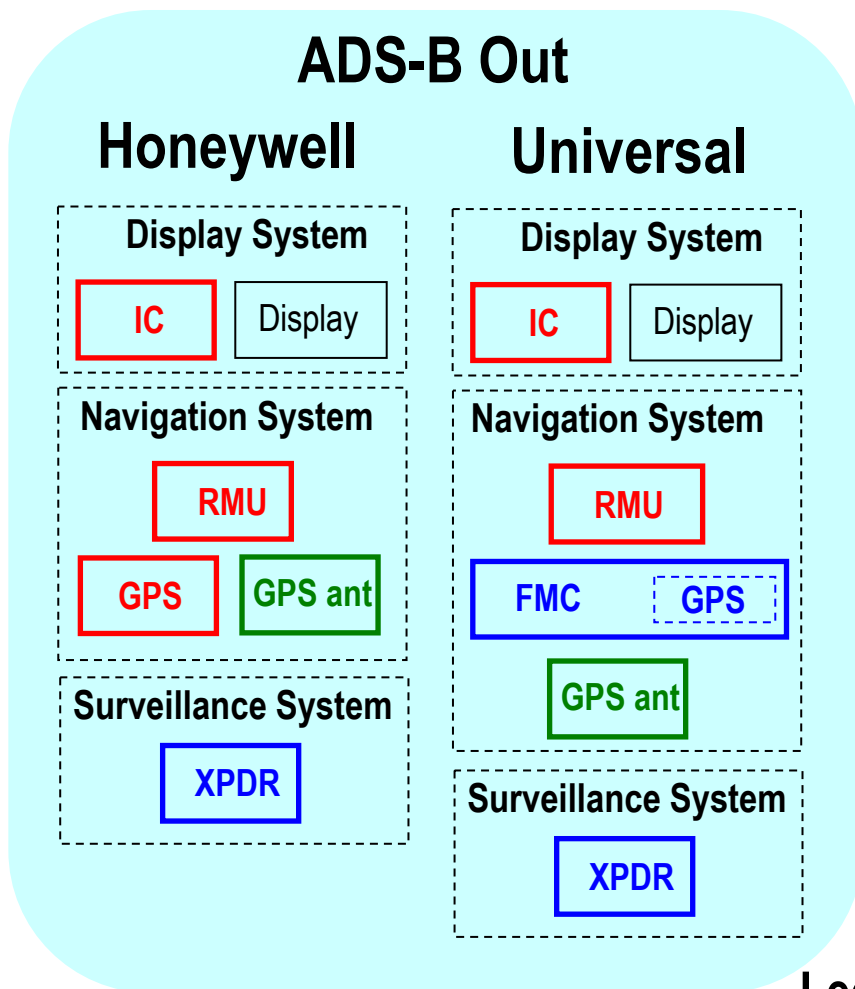 ADS-B Out
Honeywell
Display System
IC Display
Navigation System
RMU
GPS GPS ant
Surveillance System
XPDR
Universal
Display System
IC Display
Navigation System
RMU
FMC GPS
GPS ant
Surveillance System
XPDR